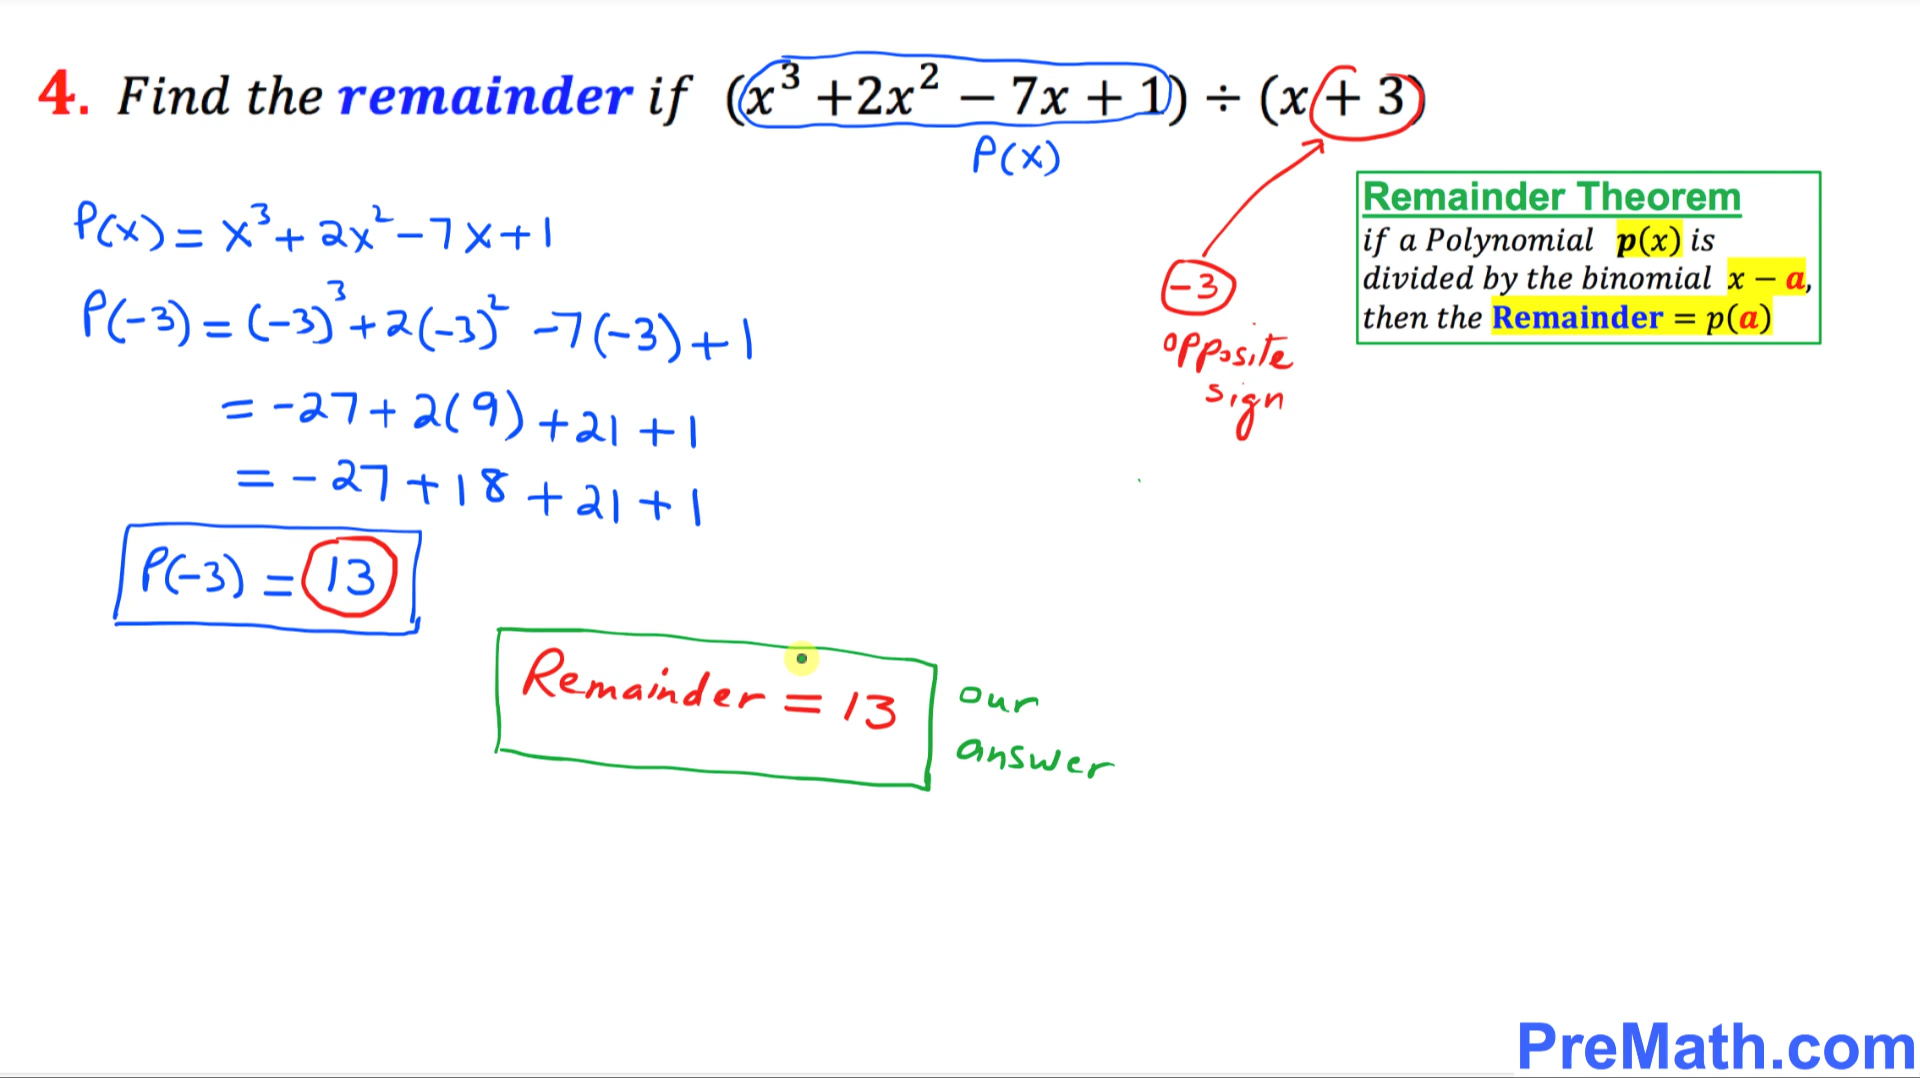 4. Find the remainder if (x³ +2x² − 7x + 1) ÷ (x + 3)
P(x)
P(x) = x³ + 2x² − 7x + 1
P(-3) = (-3)³ + 2(-3)² − 7(-3) + 1
= -27 + 2(9) + 21 + 1
= -27 + 18 + 21 + 1
P(-3) = 13
Remainder = 13
our
answer
-3
opposite
sign
Remainder Theorem
if a Polynomial p(x) is
divided by the binomial x − a,
then the Remainder = p(a)
PreMath.com